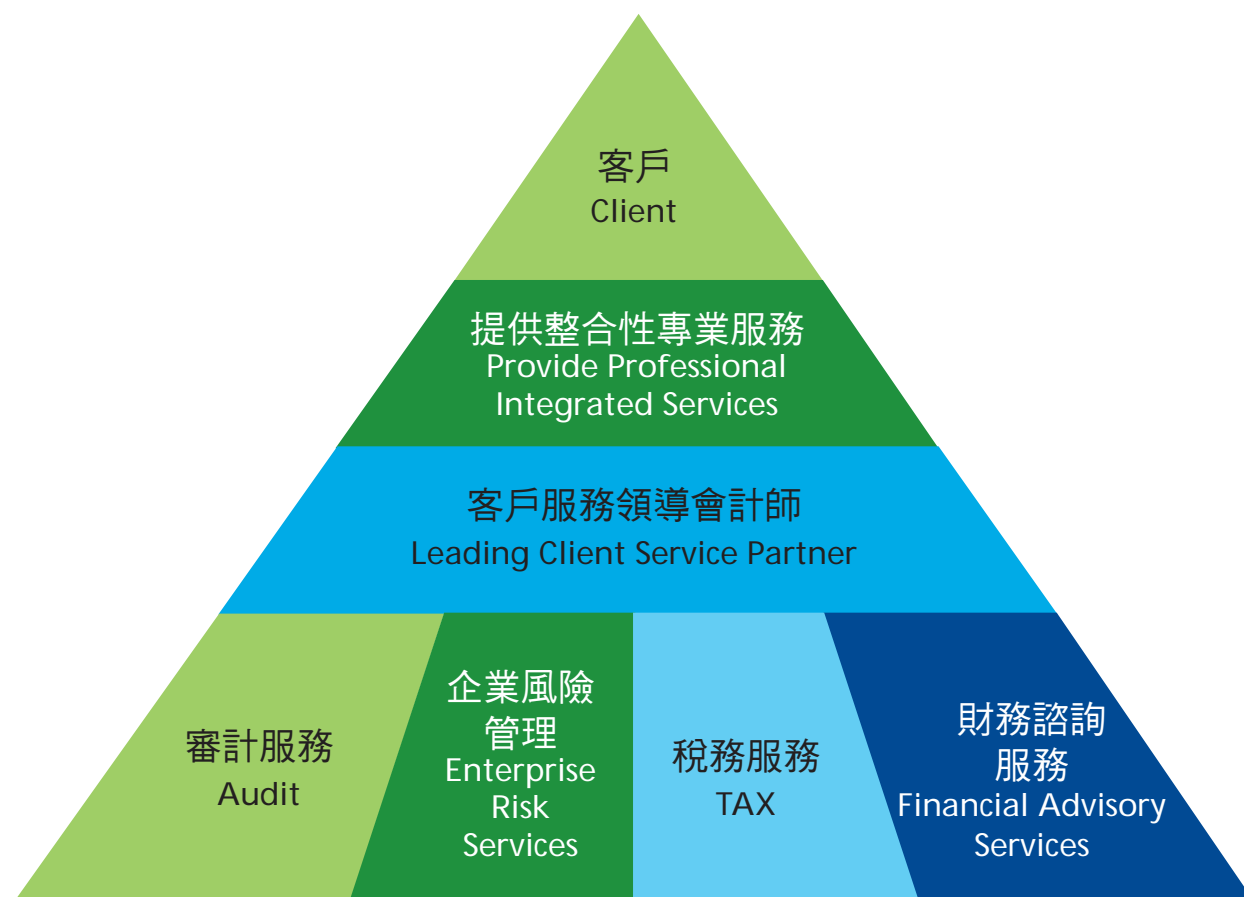 客戶
Client
提供整合性專業服務
Provide Professional
Integrated Services
客戶服務領導會計師
Leading Client Service Partner
審計服務
Audit
企業風險
管理
Enterprise
Risk
Services
稅務服務
TAX
財務諮詢
服務
Financial Advisory
Services